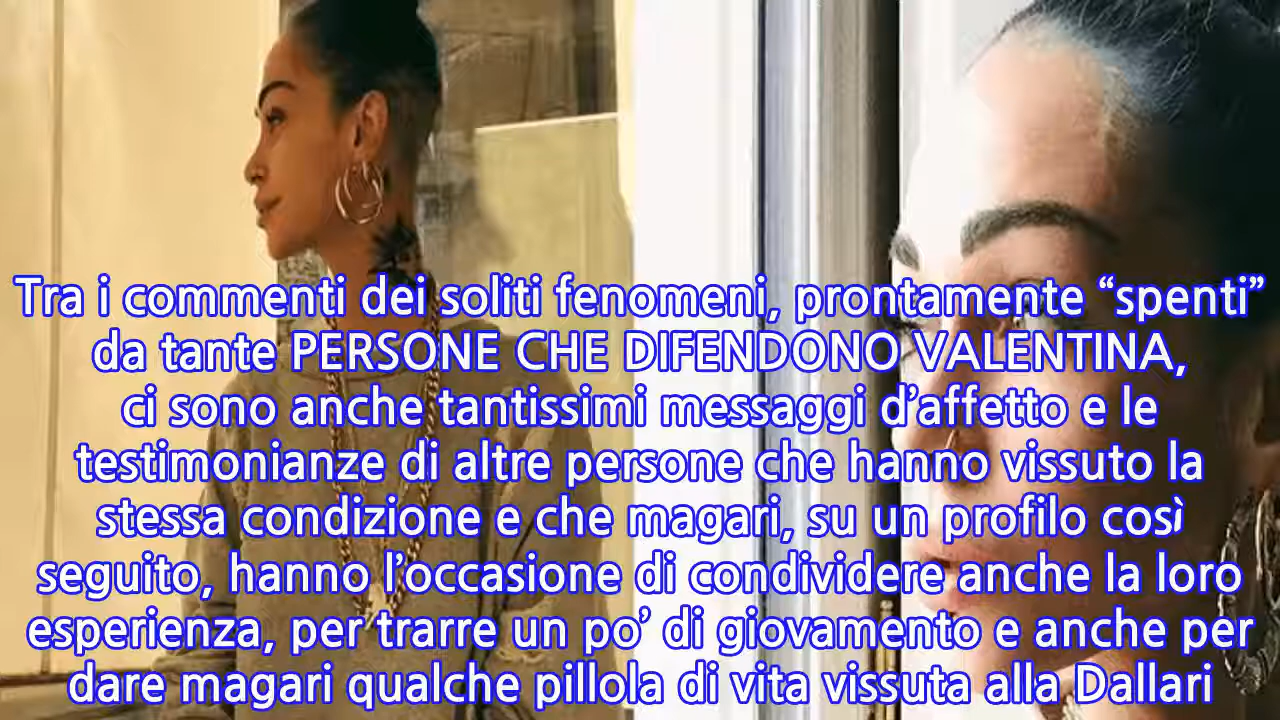 Tra i commenti dei soliti fenomeni, prontamente “spenti”
da tante PERSONE CHE DIFENDONO VALENTINA,
ci sono anche tantissimi messaggi d’affetto e le
testimonianze di altre persone che hanno vissuto la
stessa condizione e che magari, su un profilo così
seguito, hanno l’occasione di condividere anche la loro
esperienza, per trarre un po’ di giovamento e anche per
dare magari qualche pillola di vita vissuta alla Dallari